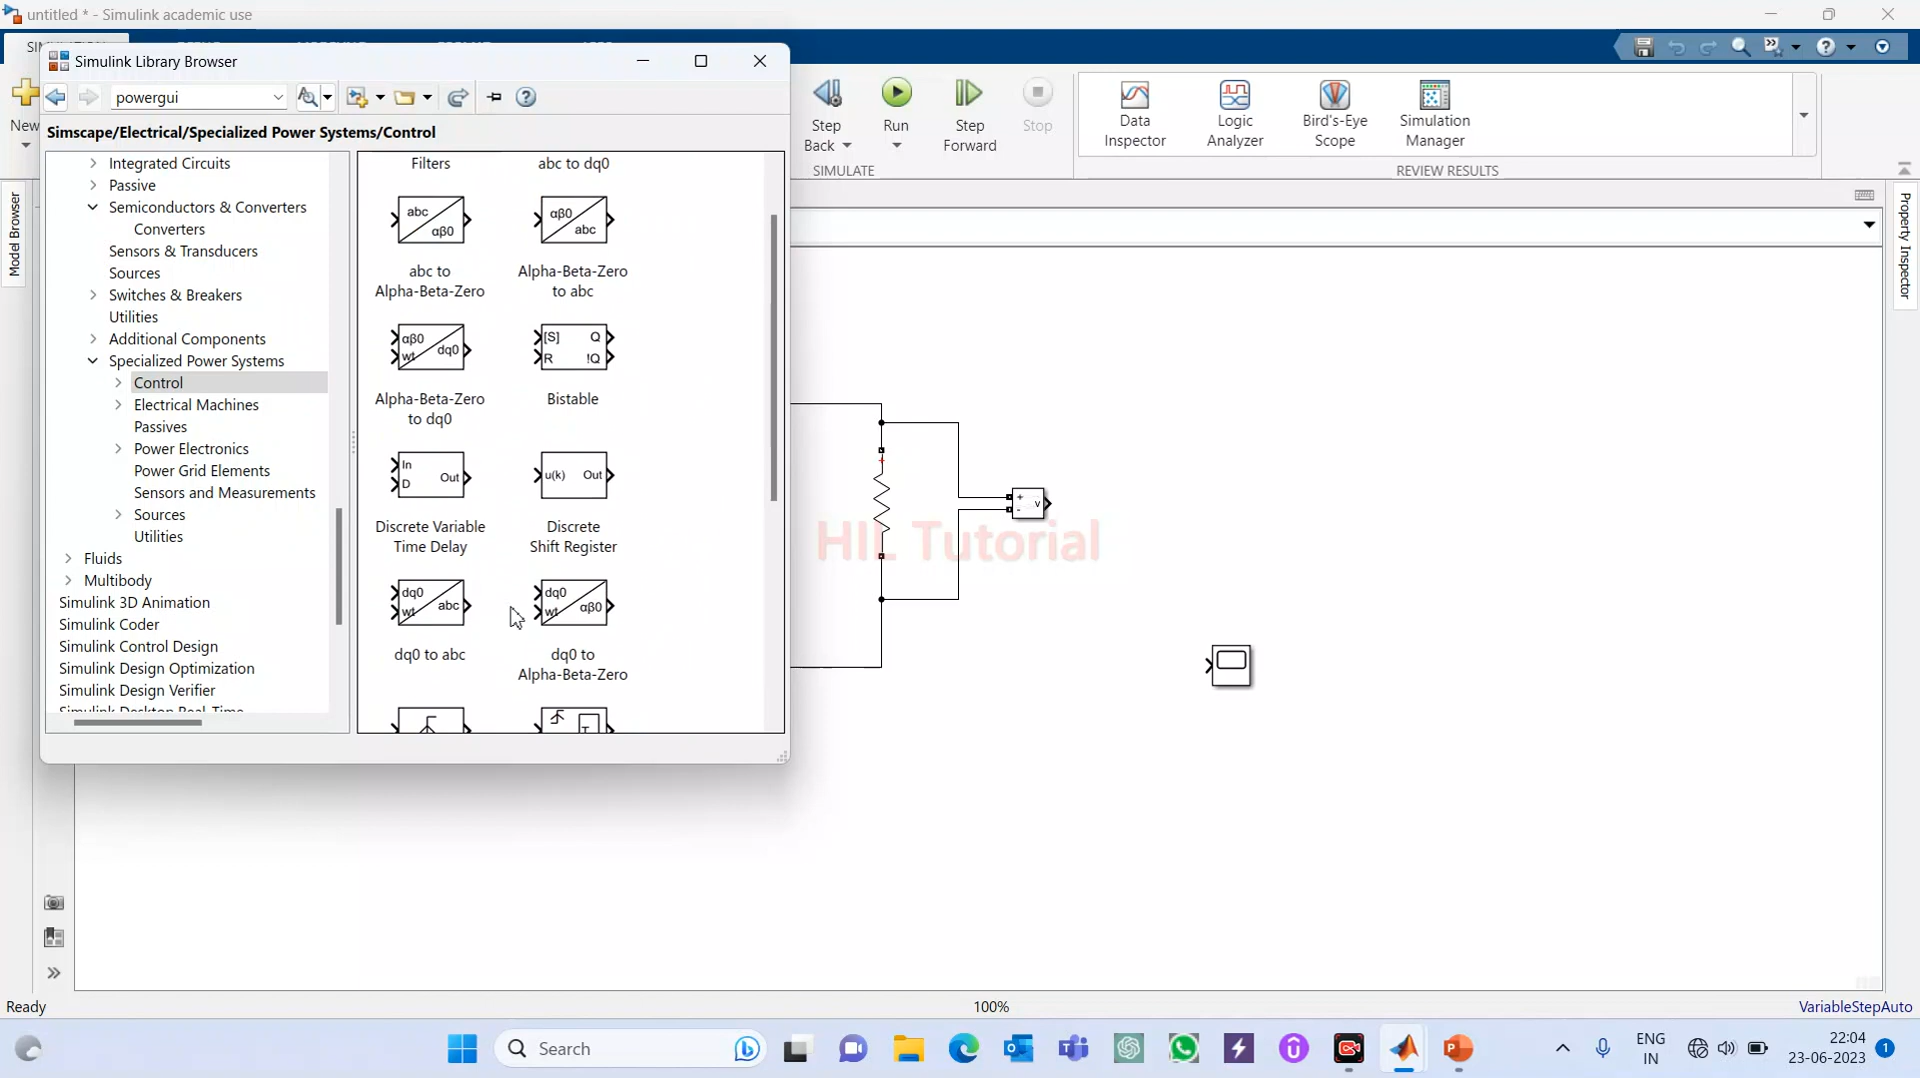 untitled * - Simulink academic use
Simulink Library Browser
powergui
New
Simscape/Electrical/Specialized Power Systems/Control
Integrated Circuits
Passive
Semiconductors & Converters
Converters
Sensors & Transducers
Sources
Switches & Breakers
Utilities
Additional Components
Specialized Power Systems
Control
Electrical Machines
Passives
Power Electronics
Power Grid Elements
Sensors and Measurements
Sources
Utilities
Fluids
Multibody
Simulink 3D Animation
Simulink Coder
Simulink Control Design
Simulink Design Optimization
Simulink Design Verifier
Simulink Desktop Real-Time
Filters
abc to dq0
abc
αβ0
abc to
Alpha-Beta-Zero
αβ0
abc
Alpha-Beta-Zero
to abc
αβ0
wt
dq0
Alpha-Beta-Zero
to dq0
[S] Q
R !Q
Bistable
In
D
Out
Discrete Variable
Time Delay
u(k) Out
Discrete
Shift Register
dq0
wt
abc
dq0 to abc
dq0
wt
αβ0
dq0 to
Alpha-Beta-Zero
Step
Back
Run
Step
Forward
Stop
SIMULATE
Data
Inspector
Logic
Analyzer
Bird's-Eye
Scope
Simulation
Manager
REVIEW RESULTS
Model Browser
Property Inspector
+
+
-
v
HIL Tutorial
Ready
100%
VariableStepAuto
Search
ENG
IN
22:04
23-06-2023
1